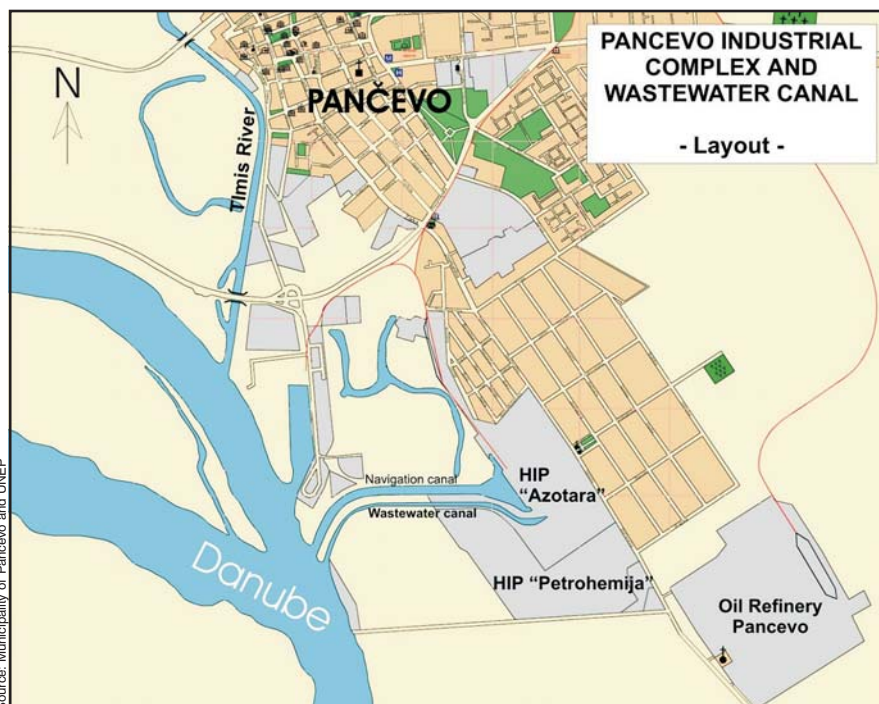 PANCEVO INDUSTRIAL
COMPLEX AND
WASTEWATER CANAL
- Layout -
N
PANČEVO
M
H
TImis River
Navigation canal
Wastewater canal
HIP
"Azotara"
HIP "Petrohemija"
Oil Refinery
Pancevo
Danube
Source: Municipality of Pancevo and UNEP